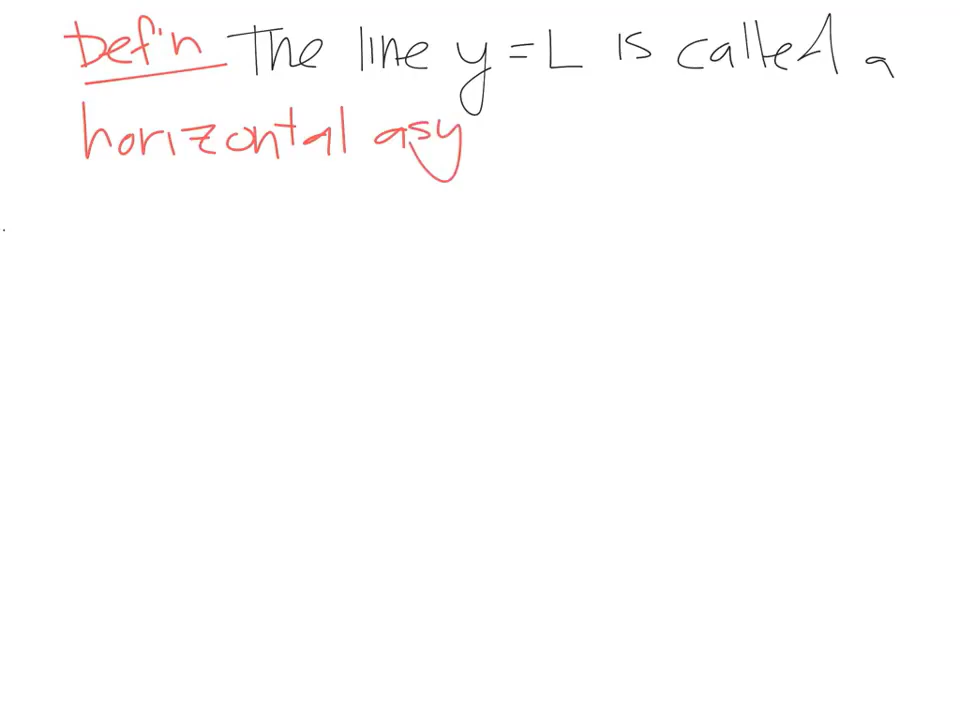 Def'n The line y = L is called a
horizontal asy